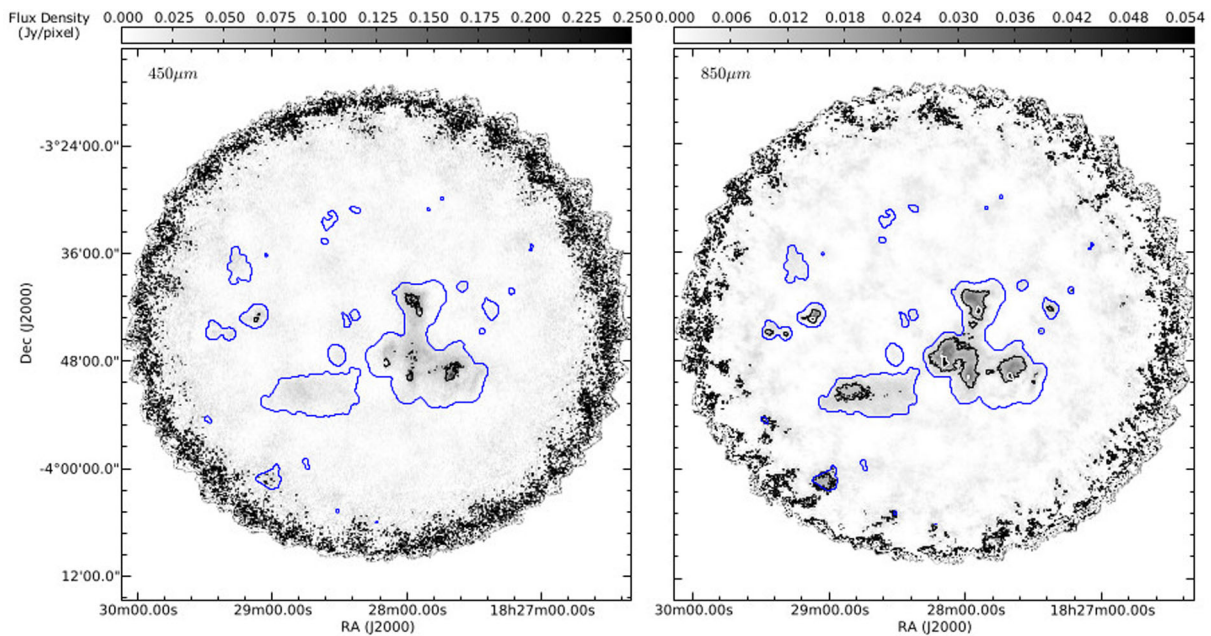 Flux Density 0.000 0.025 0.050 0.075 0.100 0.125 0.150 0.175 0.200 0.225 0.250 0.000 0.006 0.012 0.018 0.024 0.030 0.036 0.042 0.048 0.054
(Jy/pixel)
450μm 850μm
-3°24'00.0"
36'00.0"
Dec (J2000)
48'00.0"
-4°00'00.0"
12'00.0"
30m00.00s 29m00.00s 28m00.00s 18h27m00.00s 30m00.00s 29m00.00s 28m00.00s 18h27m00.00s
RA (J2000) RA (J2000)